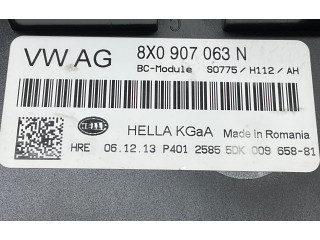 VW AG 8X0 907 063 N
BC-Module S0775/H112/AH
HELLA
HELLA KGaA Made in Romania
HRE 06.12.13 P401 2585 5DK 009 658-81